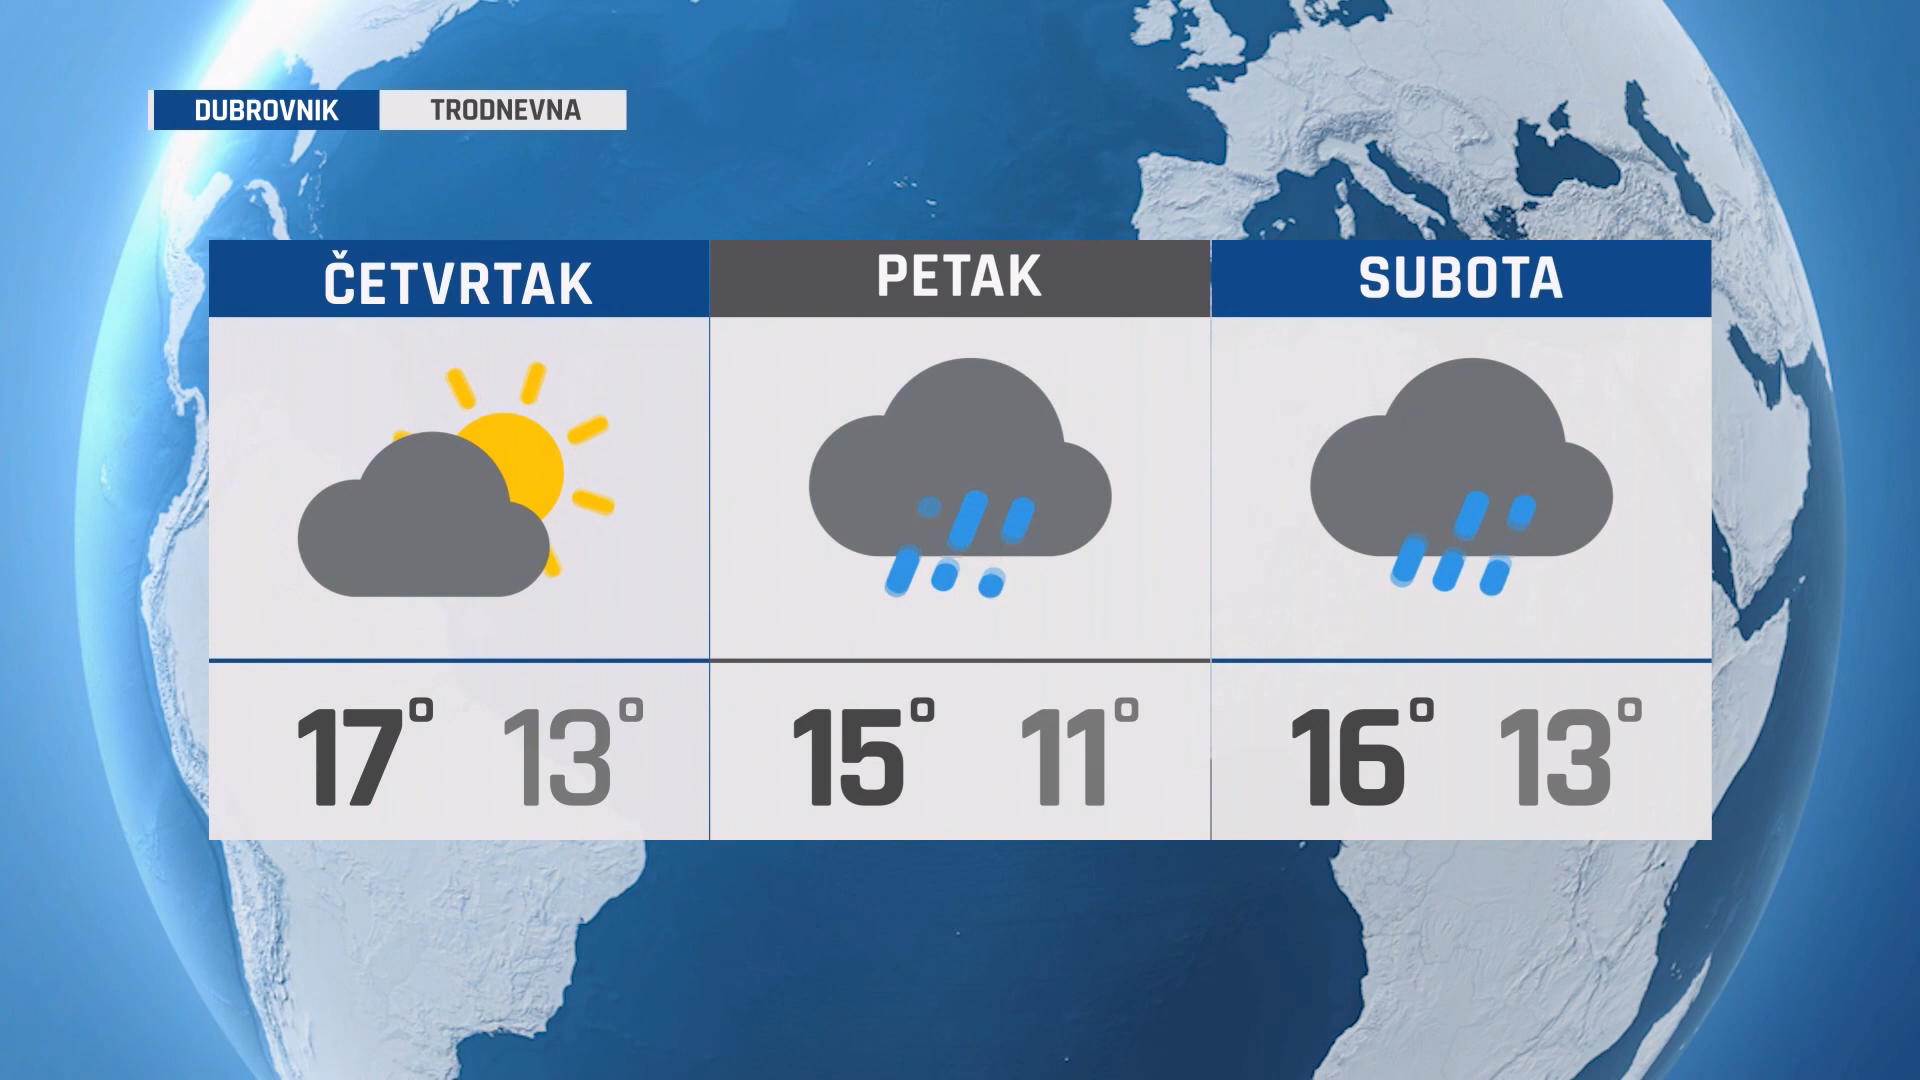 DUBROVNIK TRODNEVNA
ČETVRTAK PETAK SUBOTA
17° 13° 15° 11° 16° 13°